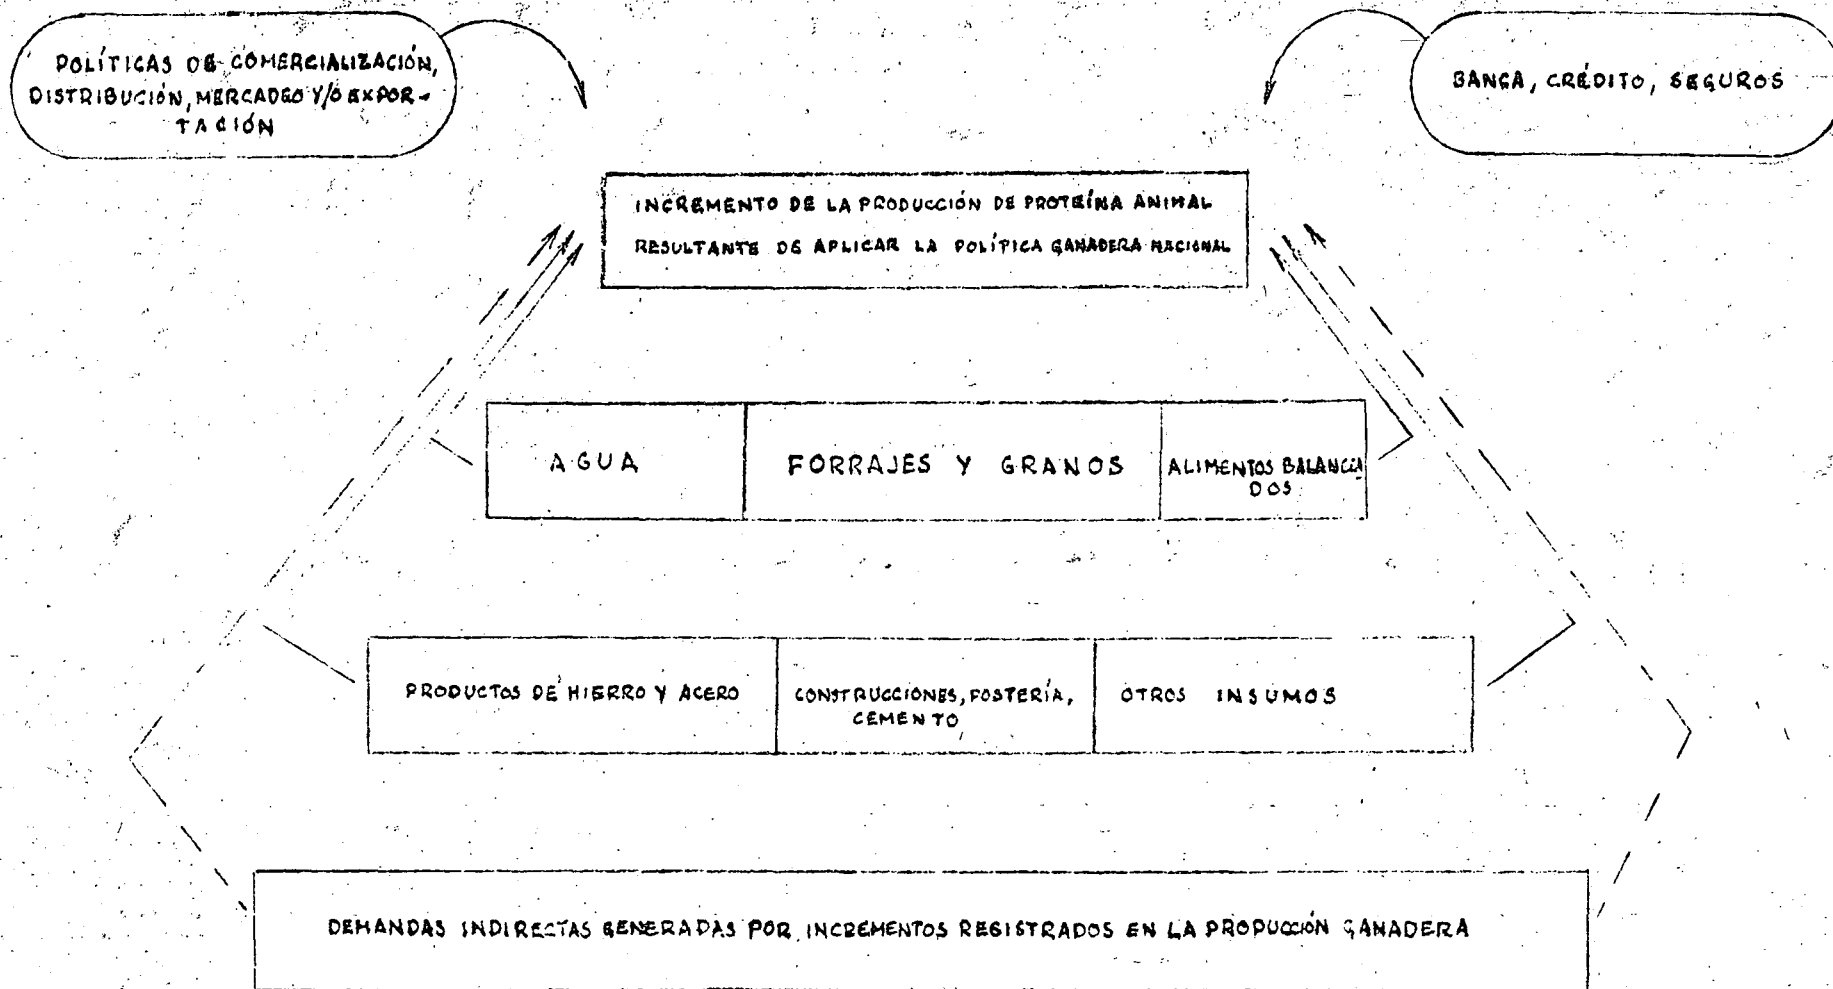 POLÍTICAS DE COMERCIALIZACIÓN,
DISTRIBUCIÓN, MERCADEO Y/Ó EXPOR-
TACIÓN
BANCA, CRÉDITO, SEGUROS
INCREMENTO DE LA PRODUCCIÓN DE PROTEÍNA ANIMAL
RESULTANTE DE APLICAR LA POLÍTICA GANADERA NACIONAL
AGUA
FORRAJES Y GRANOS
ALIMENTOS BALANCEA
DOS
PRODUCTOS DE HIERRO Y ACERO
CONSTRUCCIONES, POSTERÍA,
CEMENTO
OTROS INSUMOS
DEMANDAS INDIRECTAS GENERADAS POR INCREMENTOS REGISTRADOS EN LA PRODUCCIÓN GANADERA